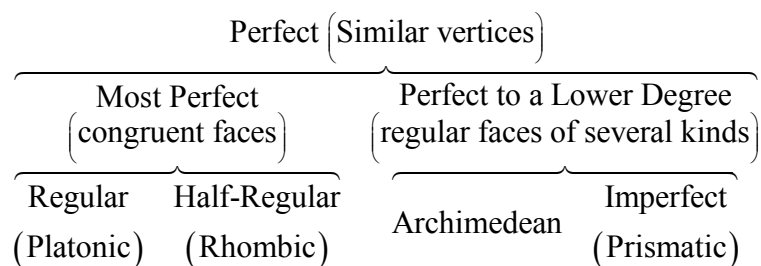 Perfect (Similar vertices)
Most Perfect
(congruent faces)
Perfect to a Lower Degree
(regular faces of several kinds)
Regular
(Platonic)
Half-Regular
(Rhombic)
Archimedean
Imperfect
(Prismatic)